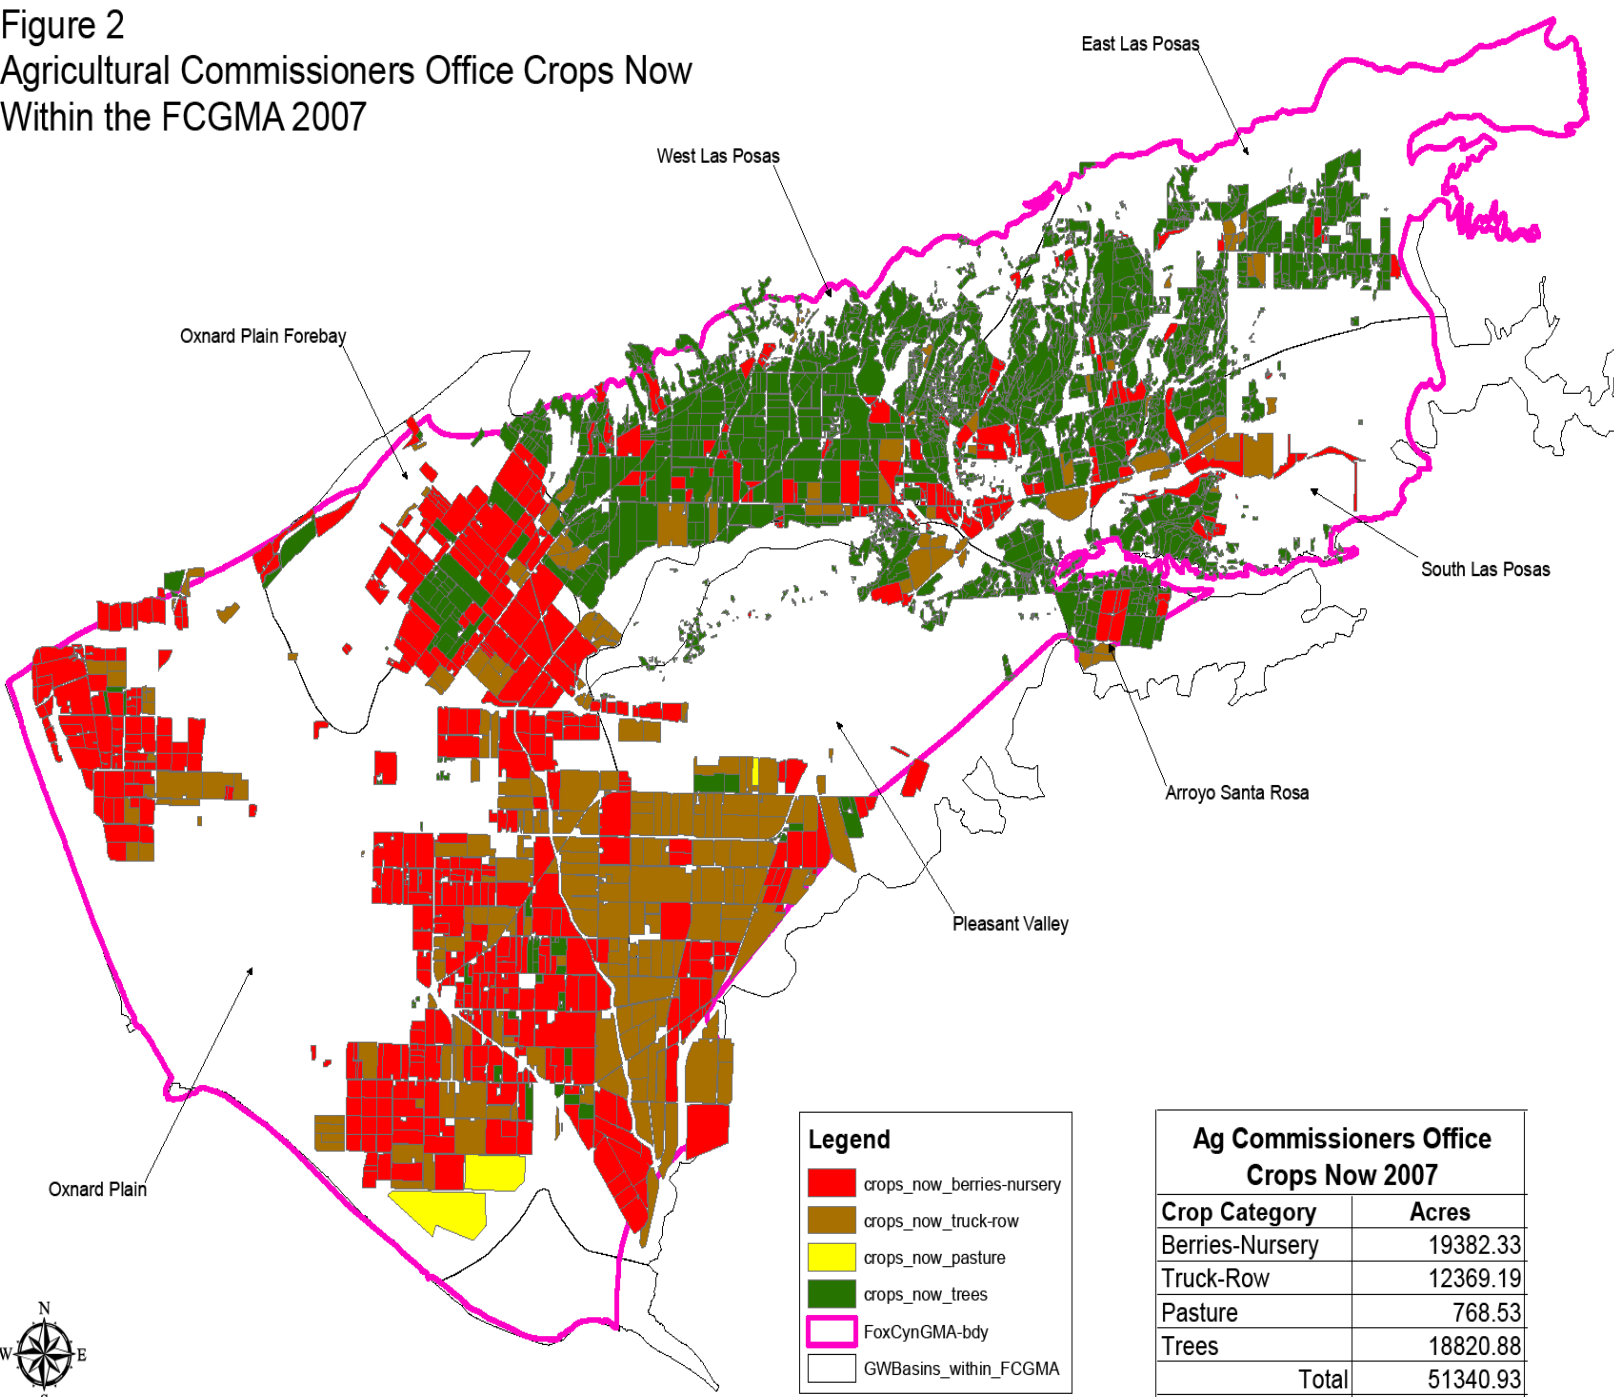 Figure 2
Agricultural Commissioners Office Crops Now
Within the FCGMA 2007
East Las Posas
West Las Posas
Oxnard Plain Forebay
South Las Posas
Arroyo Santa Rosa
Pleasant Valley
Oxnard Plain
Legend
crops_now_berries-nursery
crops_now_truck-row
crops_now_pasture
crops_now_trees
FoxCynGMA-bdy
GWBasins_within_FCGMA
Ag Commissioners Office
Crops Now 2007
Crop Category Acres
Berries-Nursery 19382.33
Truck-Row 12369.19
Pasture 768.53
Trees 18820.88
Total 51340.93
N
W E
S